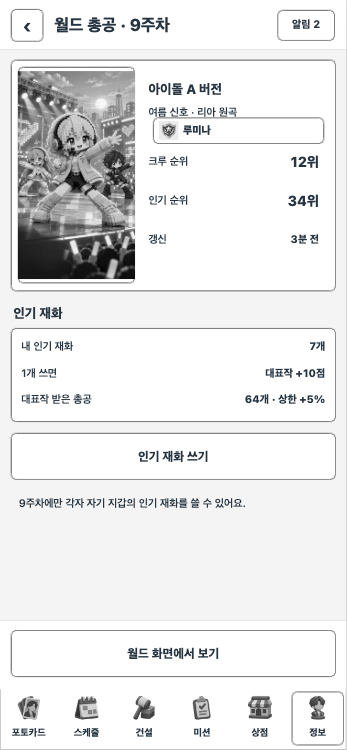 월드 총공 · 9주차
알림 2
아이돌 A 버전
여름 신호 · 리아 원곡
루미나
크루 순위 12위
인기 순위 34위
갱신 3분 전
인기 재화
내 인기 재화 7개
1개 쓰면 대표작 +10점
대표작 받은 총공 64개 · 상한 +5%
인기 재화 쓰기
9주차에만 각자 자기 지갑의 인기 재화를 쓸 수 있어요.
월드 화면에서 보기
포토카드 스케줄 건설 미션 상점 정보